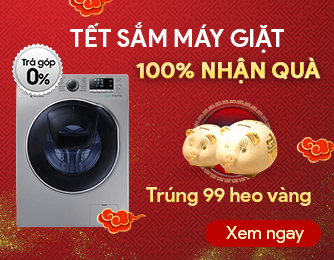 TẾT SẮM MÁY GIẶT
100% NHẬN QUÀ
Trả góp
0%
Trúng 99 heo vàng
Xem ngay